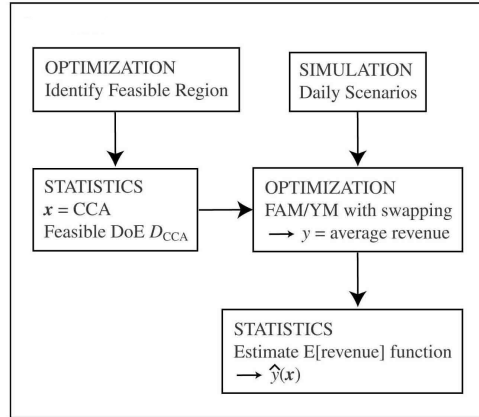 OPTIMIZATION
Identify Feasible Region
SIMULATION
Daily Scenarios
STATISTICS
x = CCA
Feasible DoE D_CCA
OPTIMIZATION
FAM/YM with swapping
→ y = average revenue
STATISTICS
Estimate E[revenue] function
→ ŷ(x)